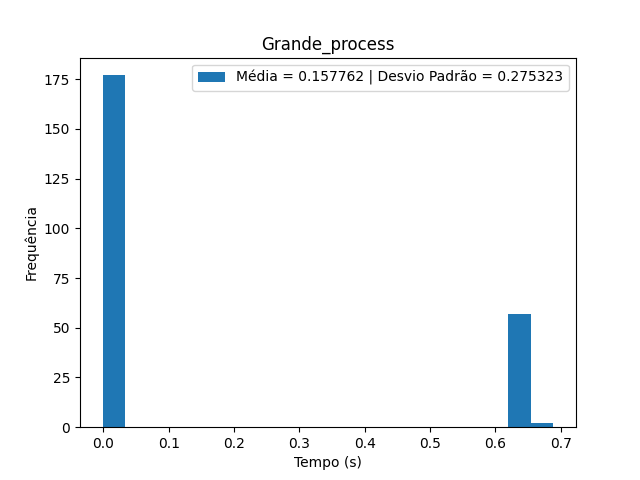 Grande_process
Média = 0.157762 | Desvio Padrão = 0.275323
175
150
125
100
75
50
25
0
Frequência
0.0 0.1 0.2 0.3 0.4 0.5 0.6 0.7
Tempo (s)